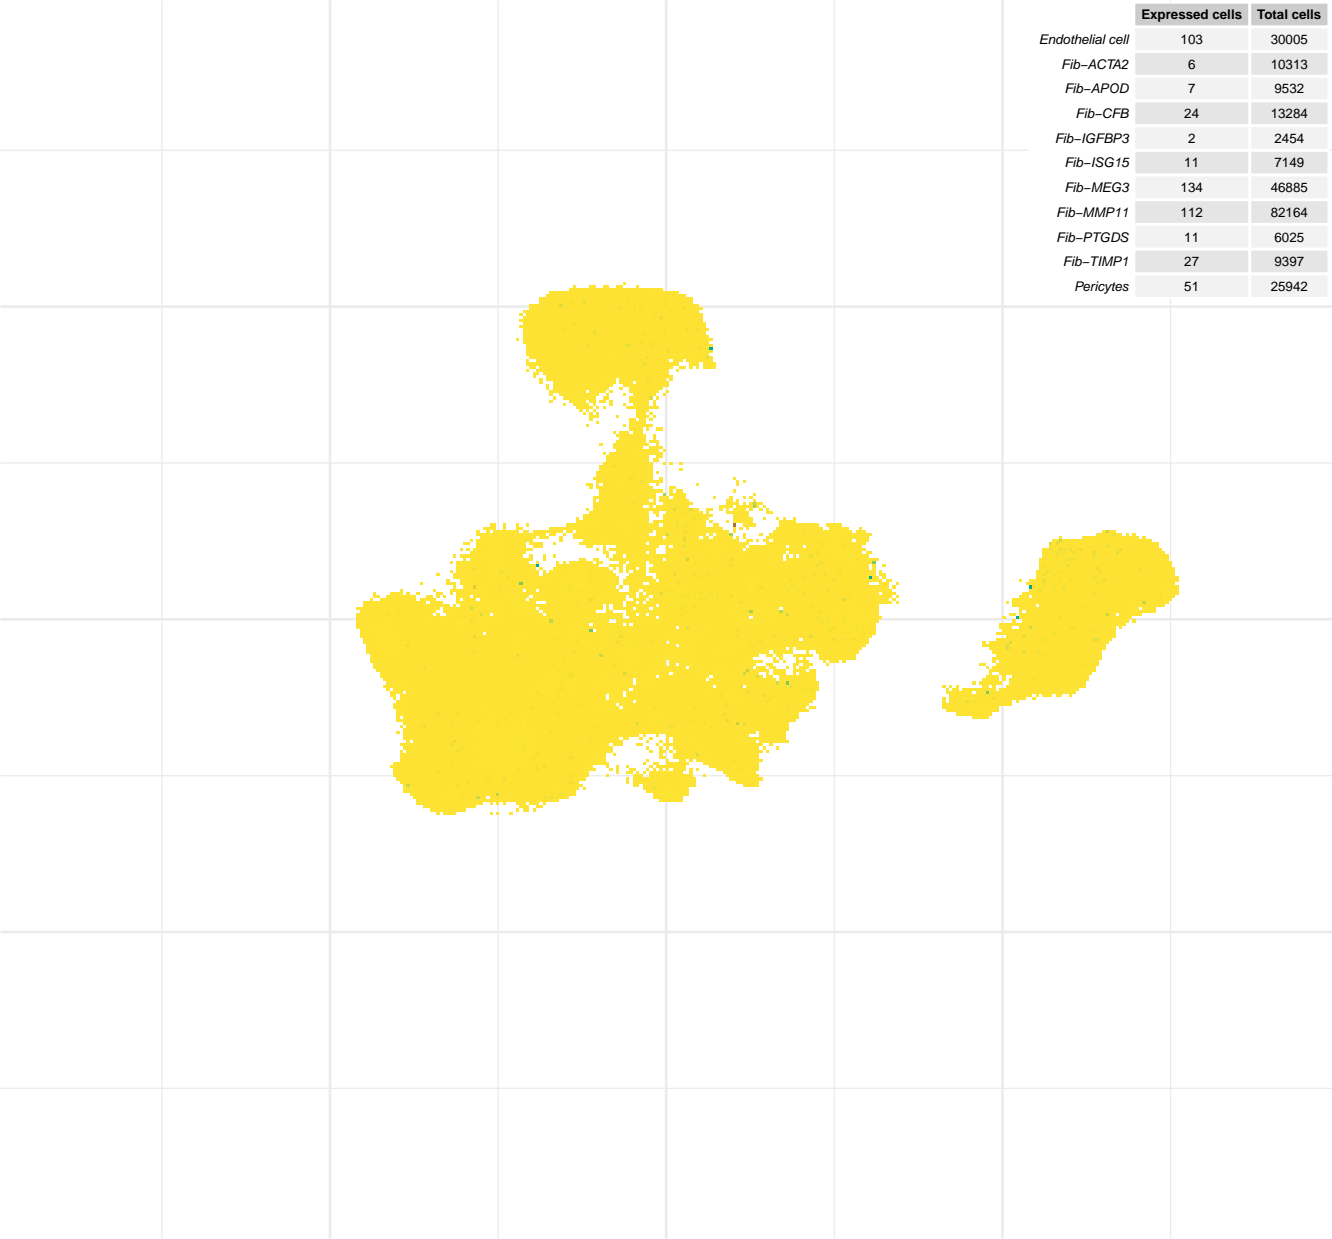 Expressed cells Total cells
Endothelial cell 103 30005
Fib−ACTA2 6 10313
Fib−APOD 7 9532
Fib−CFB 24 13284
Fib−IGFBP3 2 2454
Fib−ISG15 11 7149
Fib−MEG3 134 46885
Fib−MMP11 112 82164
Fib−PTGDS 11 6025
Fib−TIMP1 27 9397
Pericytes 51 25942